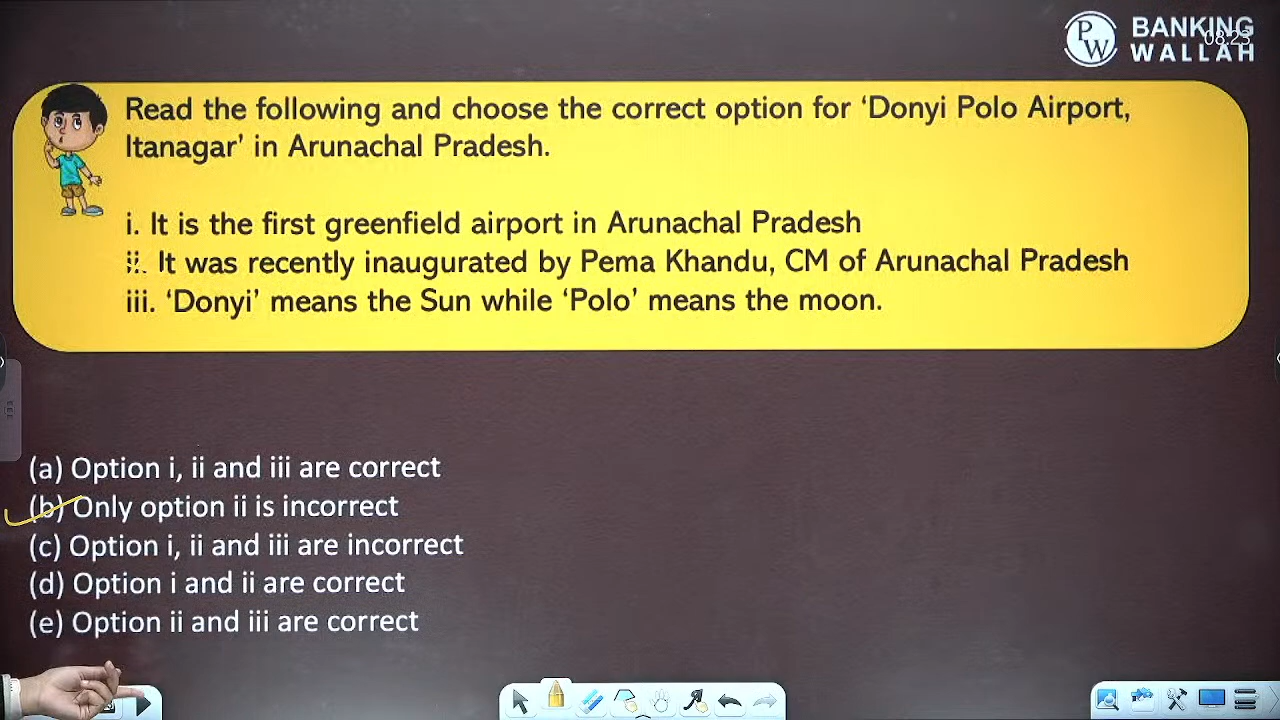 PW
BANKING
WALLAH
08:23
Read the following and choose the correct option for ‘Donyi Polo Airport,
Itanagar’ in Arunachal Pradesh.
i. It is the first greenfield airport in Arunachal Pradesh
ii. It was recently inaugurated by Pema Khandu, CM of Arunachal Pradesh
iii. ‘Donyi’ means the Sun while ‘Polo’ means the moon.
(a) Option i, ii and iii are correct
(b) Only option ii is incorrect
(c) Option i, ii and iii are incorrect
(d) Option i and ii are correct
(e) Option ii and iii are correct